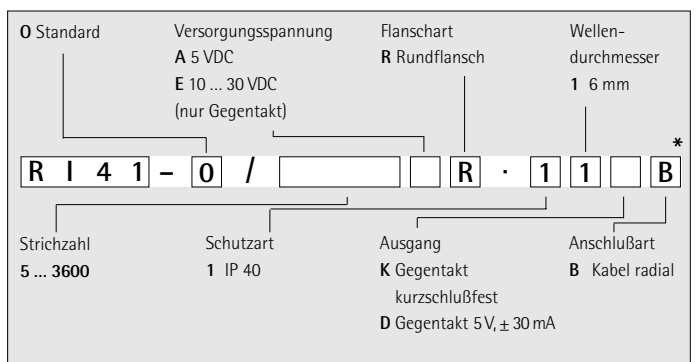 O Standard
Versorgungsspannung
A 5 VDC
E 10 ... 30 VDC
(nur Gegentakt)
Flanschart
R Rundflansch
Wellen-
durchmesser
1 6 mm
*
R I 4 1 – 0 / R · 1 1 B
Strichzahl
5 ... 3600
Schutzart
1 IP 40
Ausgang
K Gegentakt
kurzschlußfest
D Gegentakt 5 V, ± 30 mA
Anschlußart
B Kabel radial